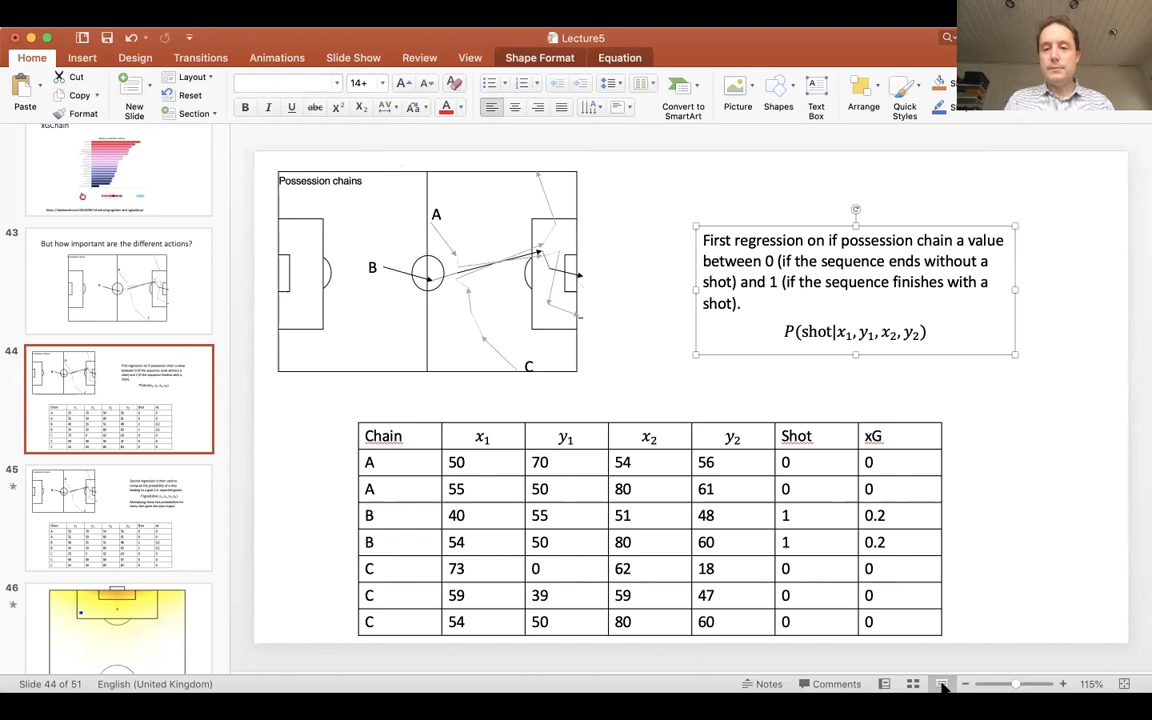 Lecture5
Home Insert Design Transitions Animations Slide Show Review View Shape Format Equation
Paste
Cut
Copy
Format
New
Slide
Layout
Reset
Section
14+
B I U abc X² X₂ AV Aa A
Convert to
SmartArt
Picture
Shapes
Text
Box
Arrange
Quick
Styles
xGChain
43
But how important are the different actions?
44
45
46
Possession chains
A
B
C
First regression on if possession chain a value
between 0 (if the sequence ends without a
shot) and 1 (if the sequence finishes with a
shot).
P(shot|x₁, y₁, x₂, y₂)
Chain x₁ y₁ x₂ y₂ Shot xG
A 50 70 54 56 0 0
A 55 50 80 61 0 0
B 40 55 51 48 1 0.2
B 54 50 80 60 1 0.2
C 73 0 62 18 0 0
C 59 39 59 47 0 0
C 54 50 80 60 0 0
Slide 44 of 51 English (United Kingdom) Notes Comments 115%